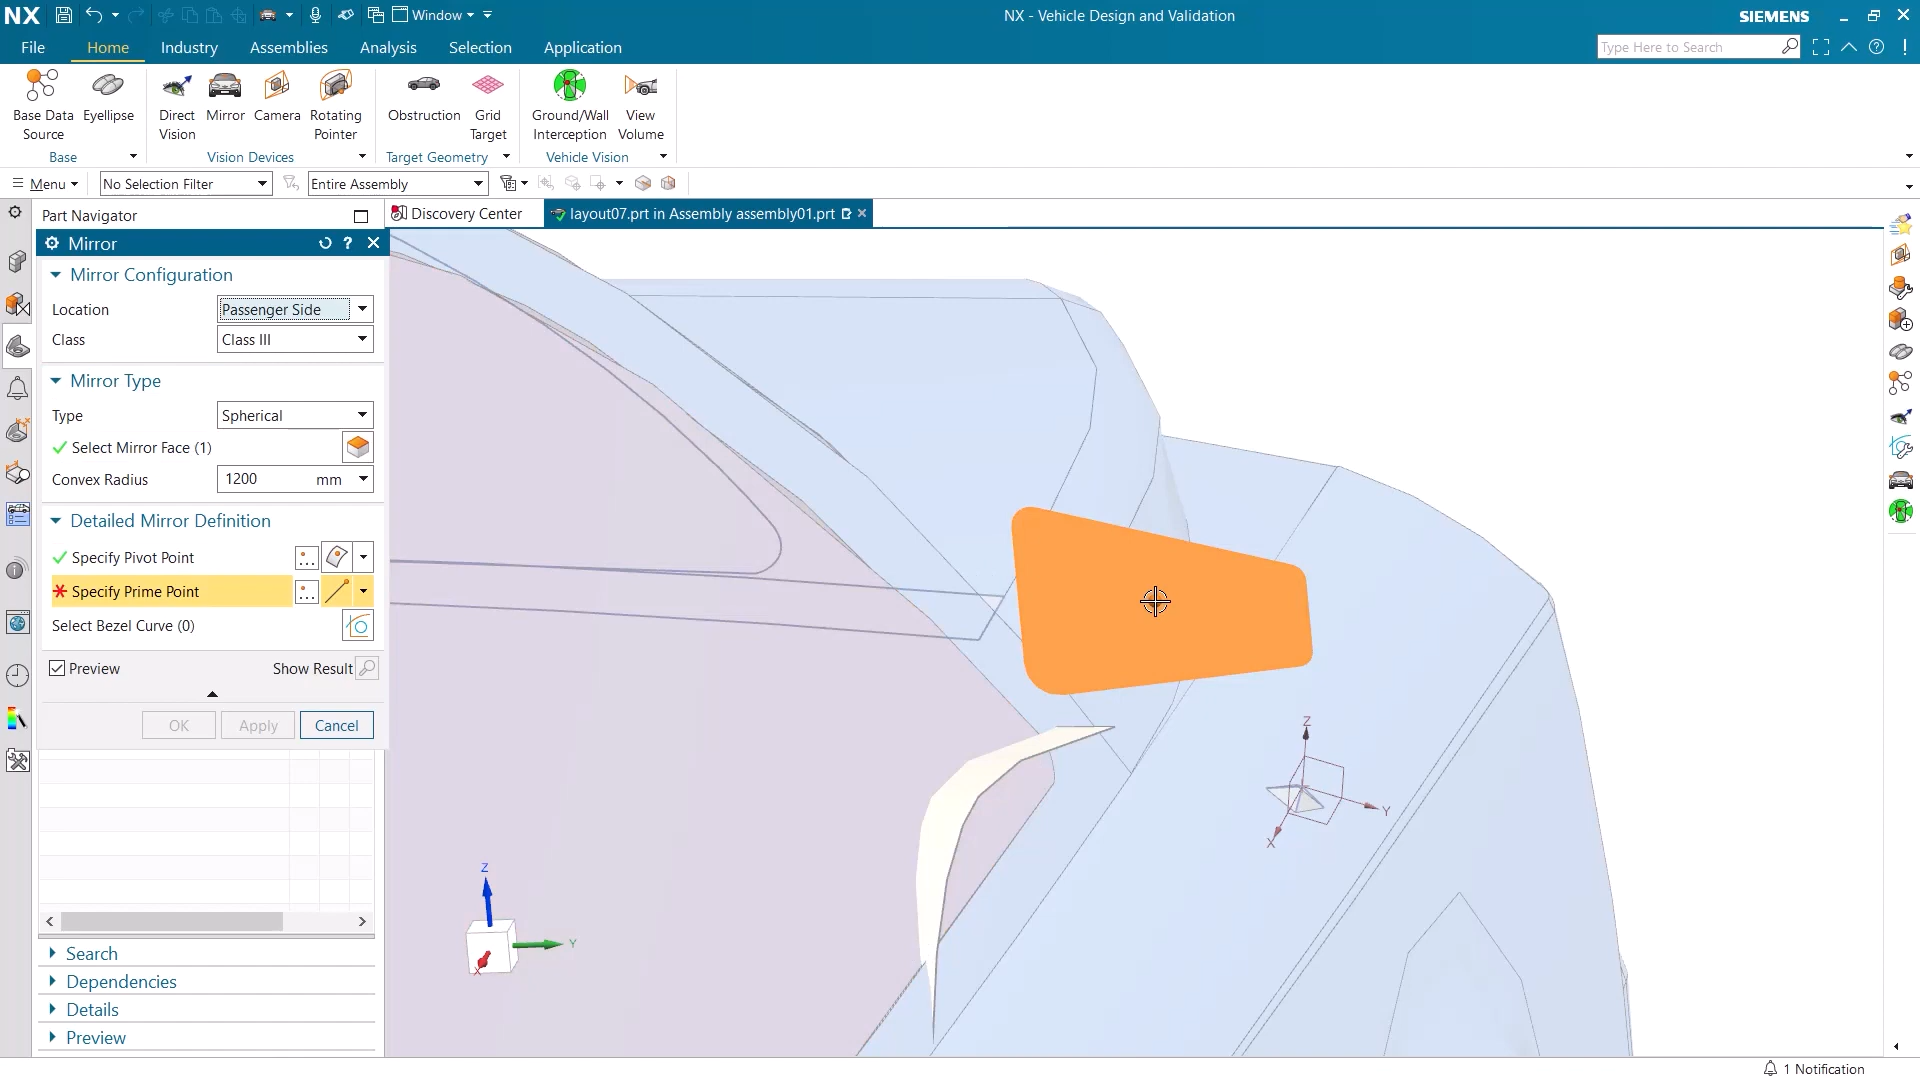 NX Window NX - Vehicle Design and Validation SIEMENS
File Home Industry Assemblies Analysis Selection Application Type Here to Search
Base Data Source Eyellipse Direct Vision Mirror Camera Rotating Pointer Obstruction Grid Target Ground/Wall Interception View Volume
Base Vision Devices Target Geometry Vehicle Vision
Menu No Selection Filter Entire Assembly
Part Navigator Discovery Center layout07.prt in Assembly assembly01.prt
Mirror
Mirror Configuration
Location Passenger Side
Class Class III
Mirror Type
Type Spherical
Select Mirror Face (1)
Convex Radius 1200 mm
Detailed Mirror Definition
Specify Pivot Point
Specify Prime Point
Select Bezel Curve (0)
Preview Show Result
OK Apply Cancel
Z
Y
X
Z
Y
X
Search
Dependencies
Details
Preview
1 Notification